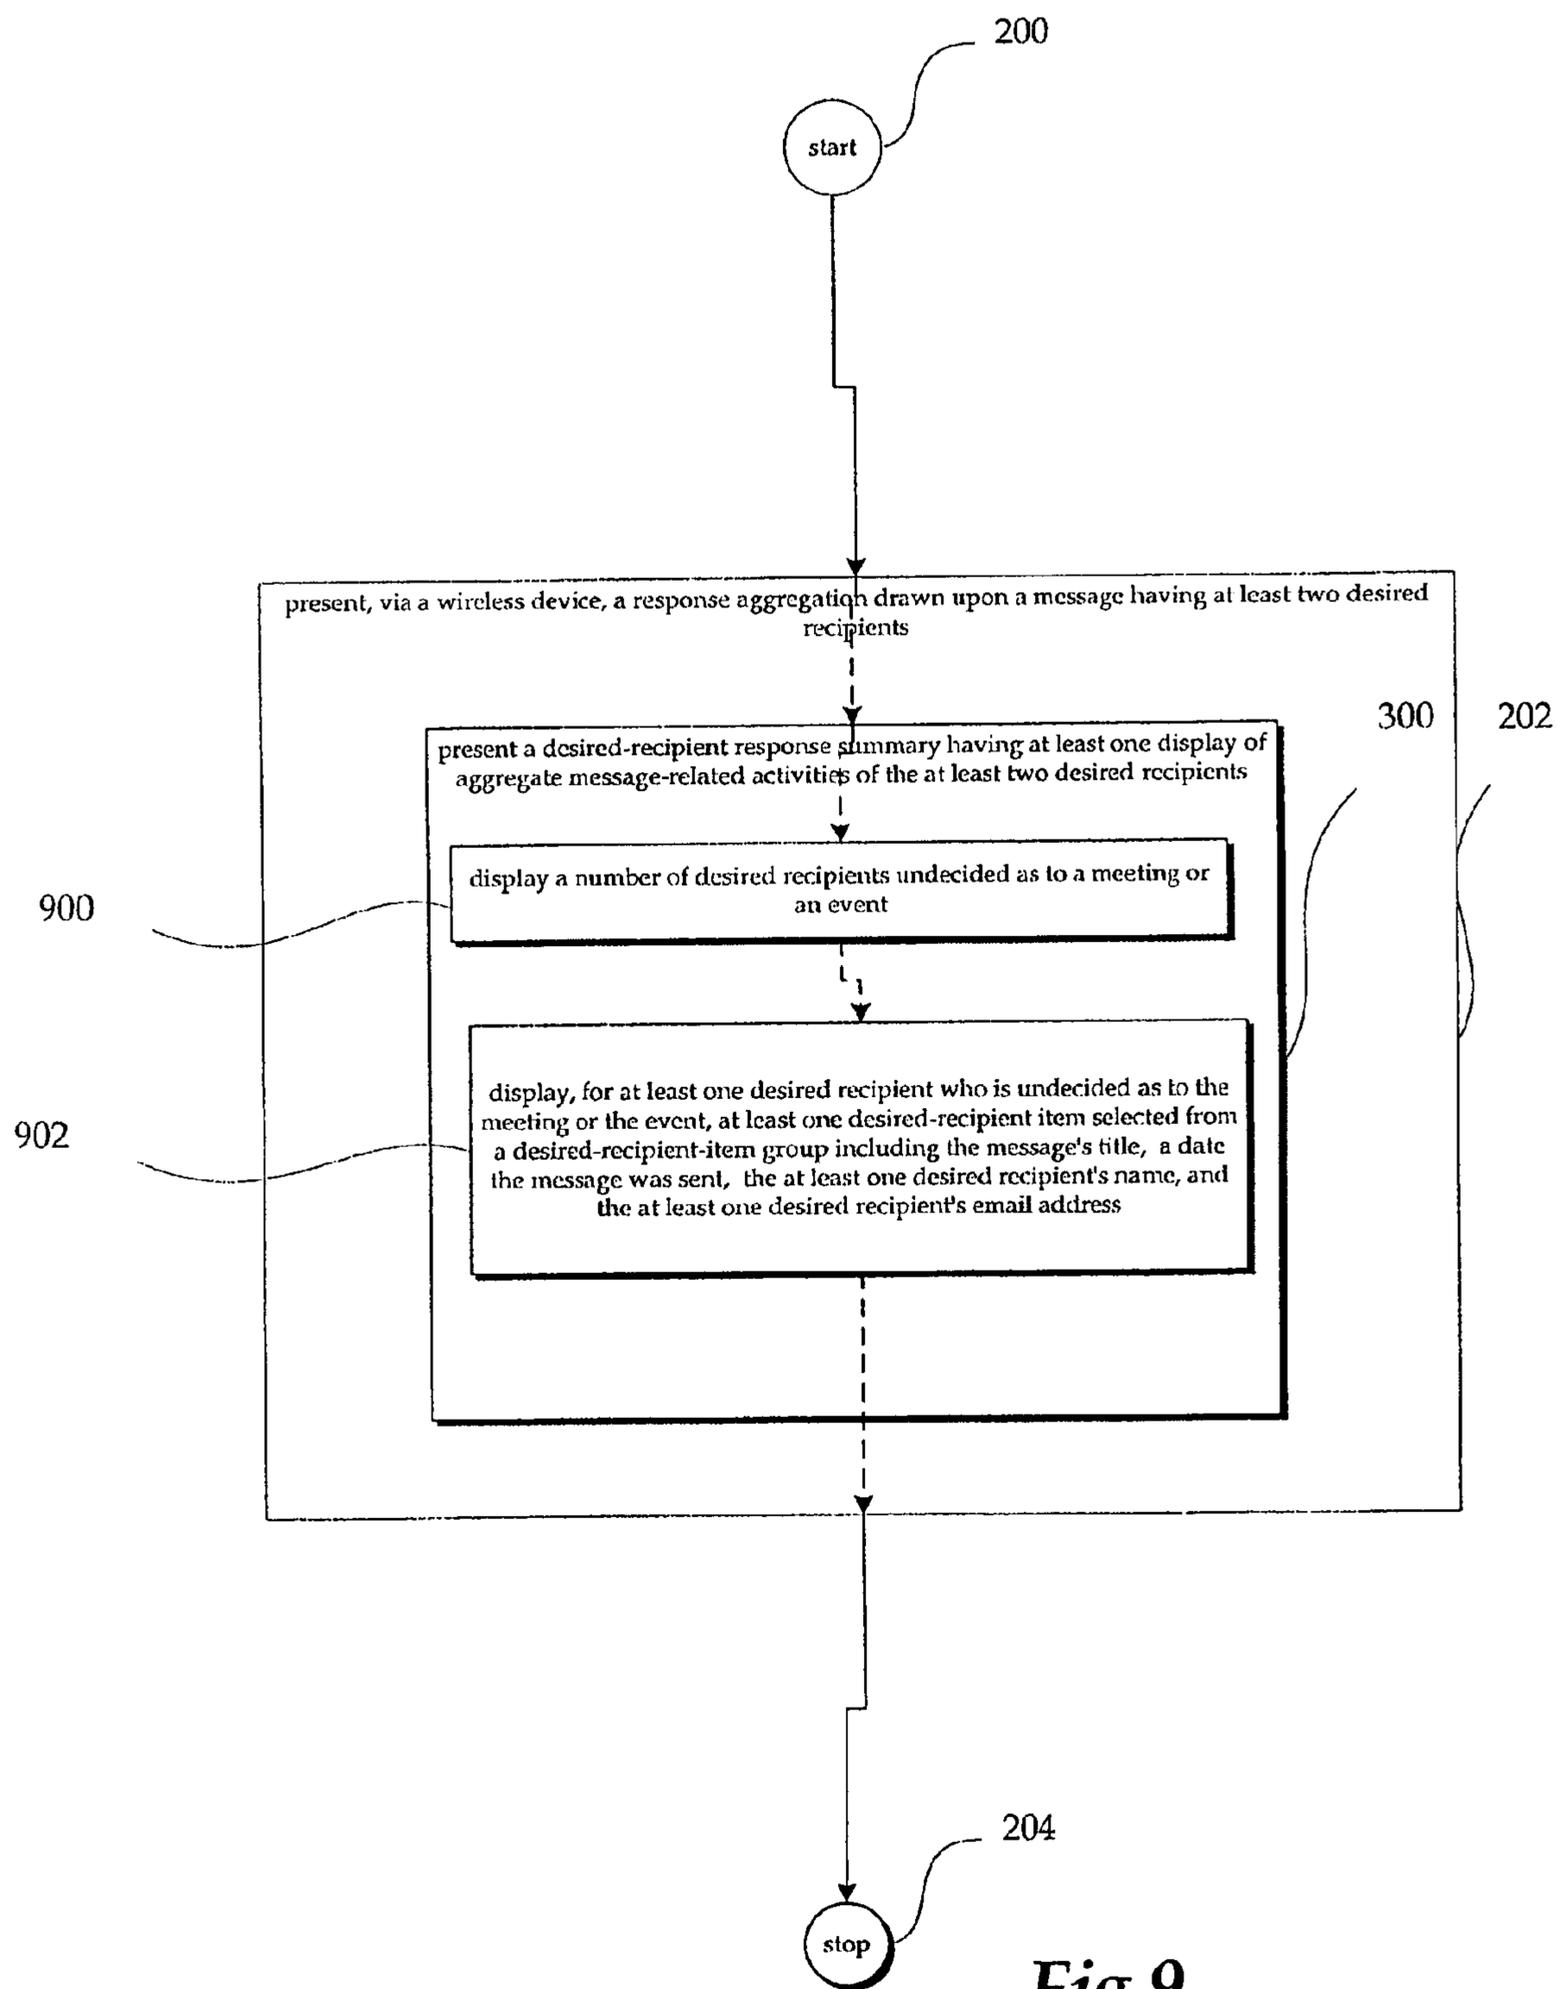 200
start
present, via a wireless device, a response aggregation drawn upon a message having at least two desired
recipients
300
202
present a desired-recipient response summary having at least one display of
aggregate message-related activities of the at least two desired recipients
display a number of desired recipients undecided as to a meeting or
an event
900
display, for at least one desired recipient who is undecided as to the
meeting or the event, at least one desired-recipient item selected from
a desired-recipient-item group including the message's title, a date
the message was sent, the at least one desired recipient's name, and
the at least one desired recipient's email address
902
204
stop
Fig 9